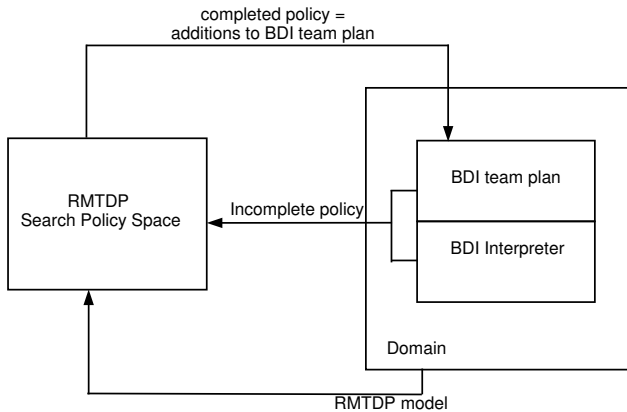 completed policy =
additions to BDI team plan
RMTDP
Search Policy Space
Incomplete policy
BDI team plan
BDI Interpreter
Domain
RMTDP model